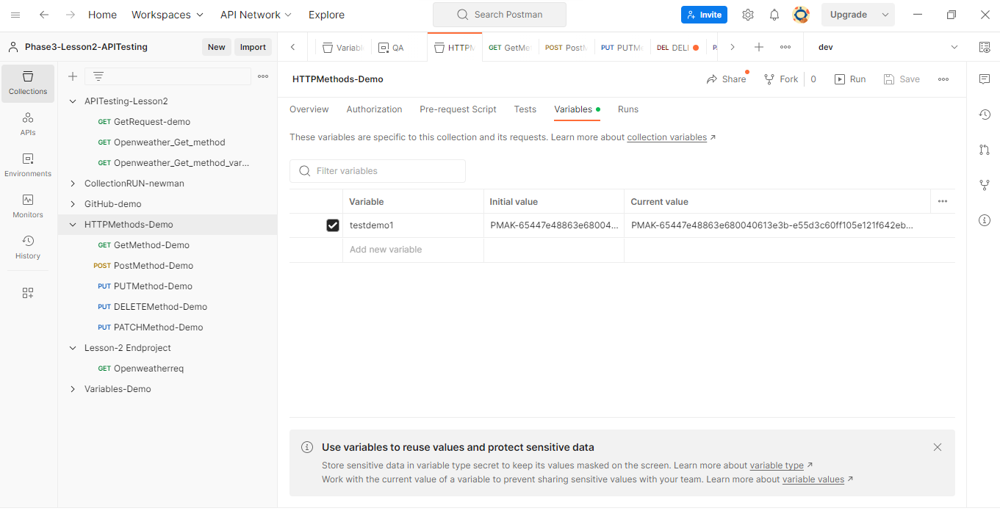 Home Workspaces API Network Explore Search Postman Invite Upgrade
Phase3-Lesson2-APITesting New Import
Variabl QA HTTPM GET GetMe POST PostM PUT PUTMe DEL DELE P. dev
Collections
APIs
Environments
Monitors
History
APITesting-Lesson2
GET GetRequest-demo
GET Openweather_Get_method
GET Openweather_Get_method_var...
CollectionRUN-newman
GitHub-demo
HTTPMethods-Demo
GET GetMethod-Demo
POST PostMethod-Demo
PUT PUTMethod-Demo
PUT DELETEMethod-Demo
PUT PATCHMethod-Demo
Lesson-2 Endproject
GET Openweatherreq
Variables-Demo
HTTPMethods-Demo Share Fork 0 Run Save
Overview Authorization Pre-request Script Tests Variables Runs
These variables are specific to this collection and its requests. Learn more about collection variables ↗
Filter variables
Variable Initial value Current value
testdemo1 PMAK-65447e48863e68004... PMAK-65447e48863e680040613e3b-e55d3c60ff105e121f642eb...
Add new variable
Use variables to reuse values and protect sensitive data
Store sensitive data in variable type secret to keep its values masked on the screen. Learn more about variable type ↗
Work with the current value of a variable to prevent sharing sensitive values with your team. Learn more about variable values ↗